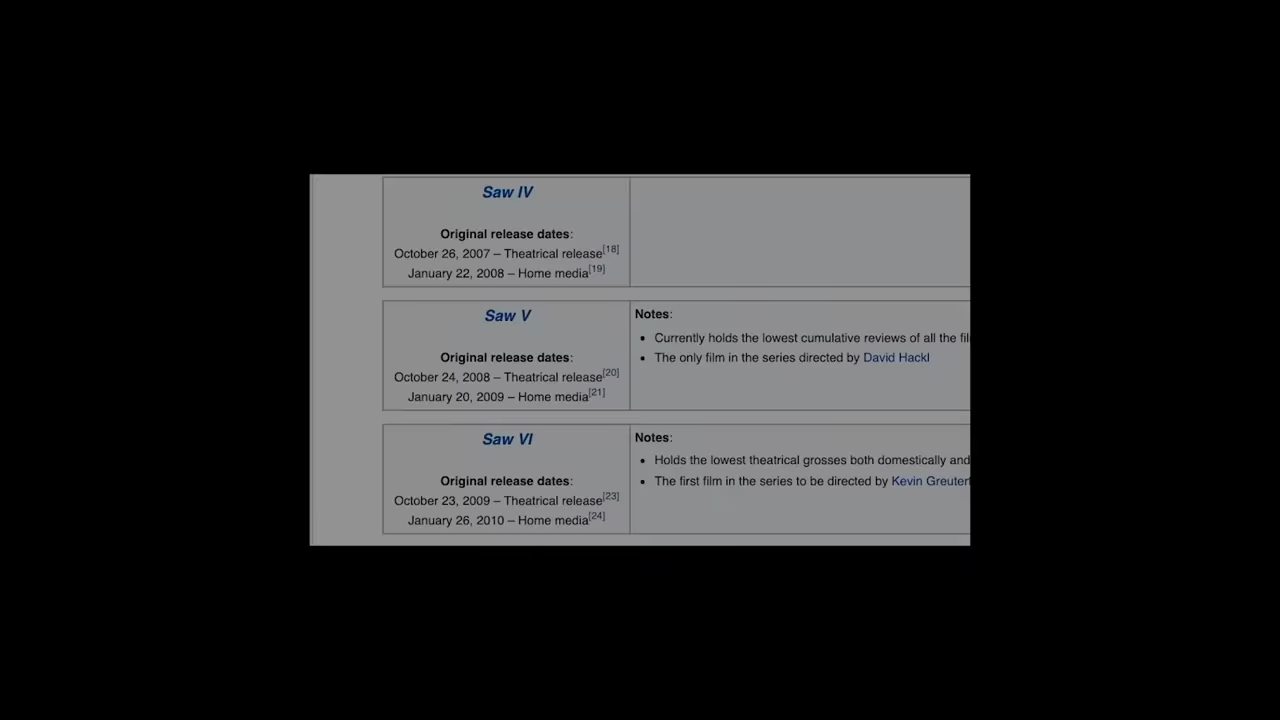 Saw IV
Original release dates:
October 26, 2007 – Theatrical release[18]
January 22, 2008 – Home media[19]
Saw V
Original release dates:
October 24, 2008 – Theatrical release[20]
January 20, 2009 – Home media[21]
Notes:
• Currently holds the lowest cumulative reviews of all the
• The only film in the series directed by David Hackl
Saw VI
Original release dates:
October 23, 2009 – Theatrical release[23]
January 26, 2010 – Home media[24]
Notes:
• Holds the lowest theatrical grosses both domestically and
• The first film in the series to be directed by Kevin Greutert